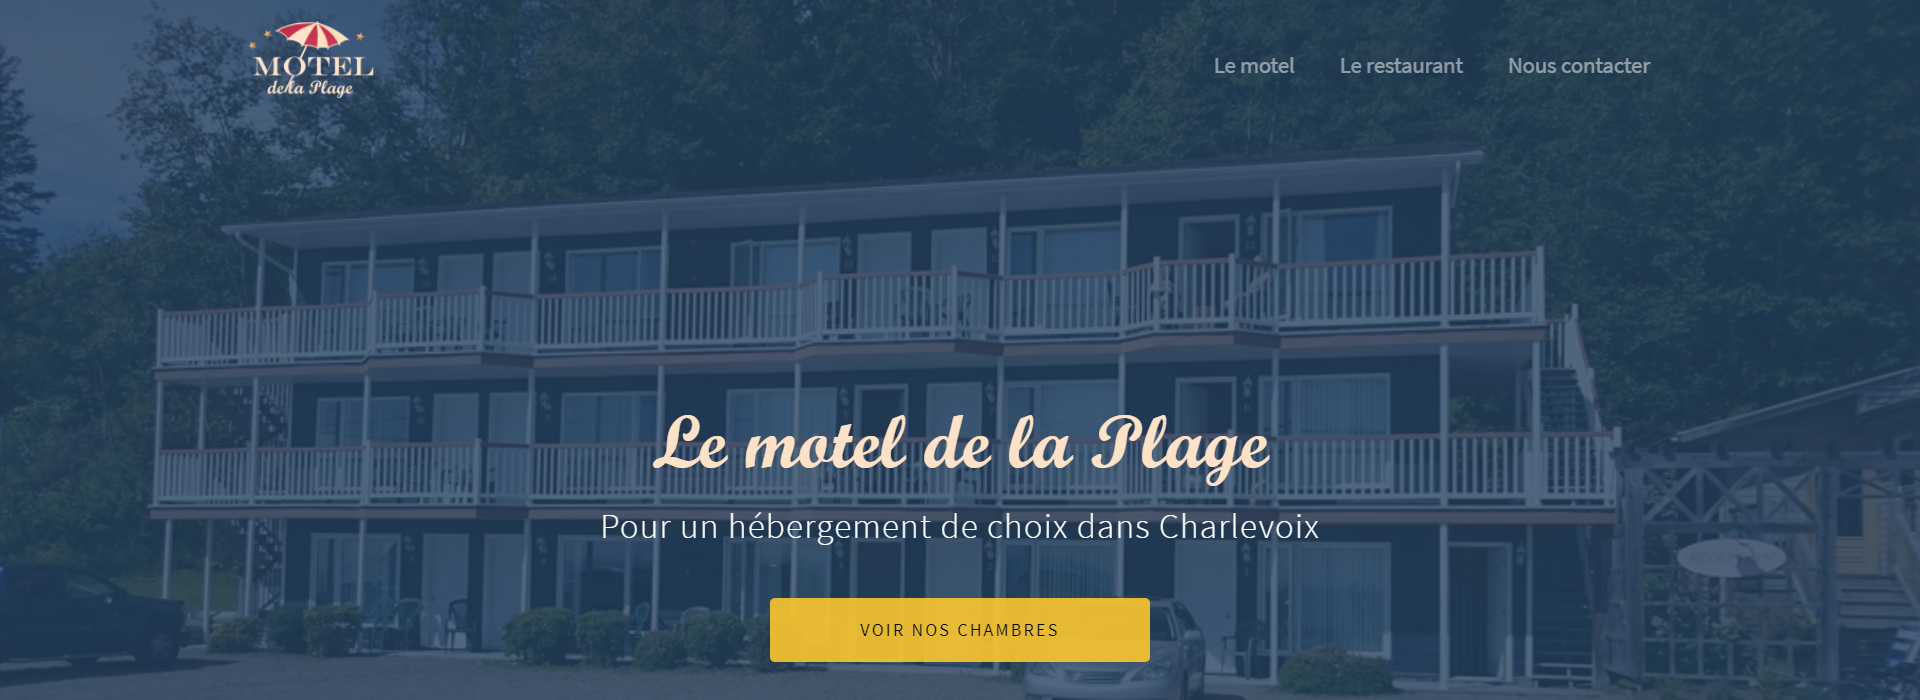 MOTEL
de la Plage
Le motel
Le restaurant
Nous contacter
Le motel de la Plage
Pour un hébergement de choix dans Charlevoix
VOIR NOS CHAMBRES